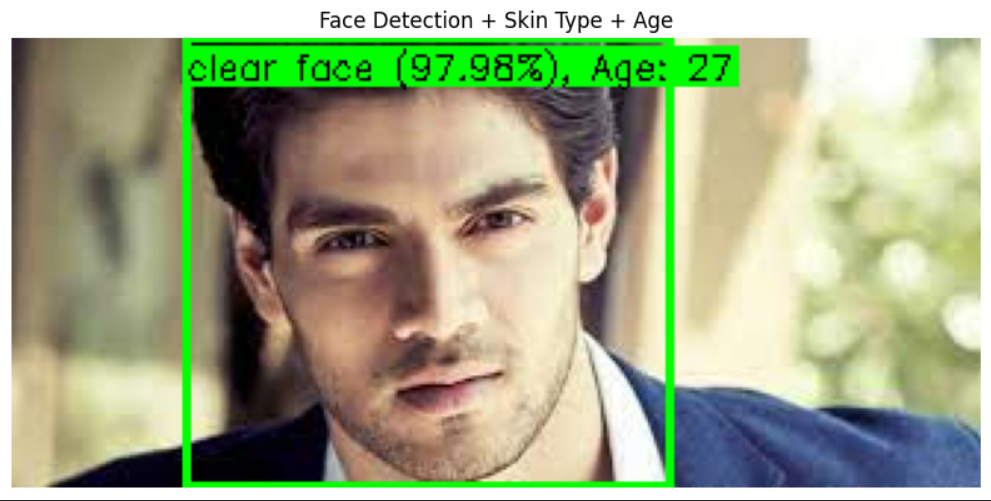 Face Detection + Skin Type + Age
clear face (97.98%), Age: 27